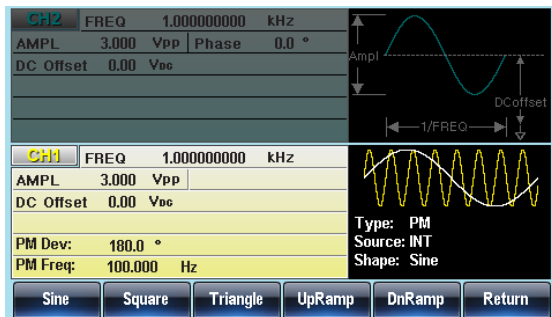 CH2 FREQ 1.000000000 kHz
AMPL 3.000 Vpp Phase 0.0 °
DC Offset 0.00 VDC
Ampl
DCoffset
1/FREQ
CH1 FREQ 1.000000000 kHz
AMPL 3.000 Vpp
DC Offset 0.00 VDC
PM Dev: 180.0 °
PM Freq: 100.000 Hz
Type: PM
Source: INT
Shape: Sine
Sine Square Triangle UpRamp DnRamp Return